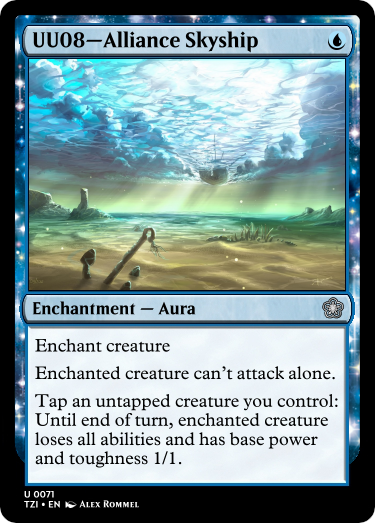 UU08—Alliance Skyship
Enchantment — Aura
Enchant creature
Enchanted creature can't attack alone.
Tap an untapped creature you control:
Until end of turn, enchanted creature
loses all abilities and has base power
and toughness 1/1.
U 0071
TZI • EN Alex Rommel